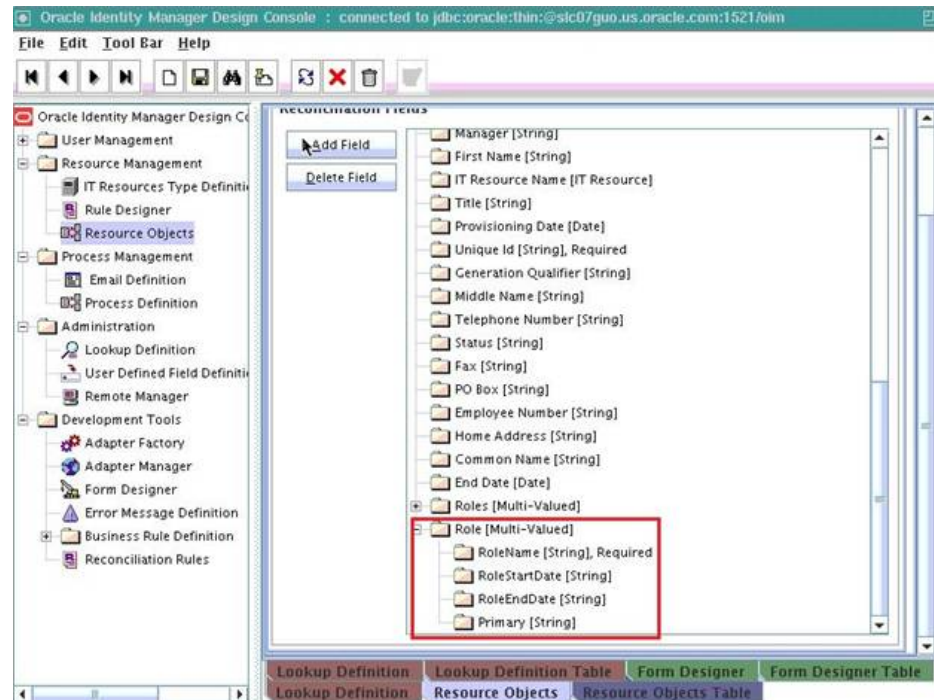 Oracle Identity Manager Design Console : connected to jdbc:oracle:thin:@slc07guo.us.oracle.com:1521/oim
File Edit Tool Bar Help
Oracle Identity Manager Design Co
User Management
Resource Management
IT Resources Type Definiti
Rule Designer
Resource Objects
Process Management
Email Definition
Process Definition
Administration
Lookup Definition
User Defined Field Definiti
Remote Manager
Development Tools
Adapter Factory
Adapter Manager
Form Designer
Error Message Definition
Business Rule Definition
Reconciliation Rules
Reconciliation Fields
Add Field
Delete Field
Manager [String]
First Name [String]
IT Resource Name [IT Resource]
Title [String]
Provisioning Date [Date]
Unique Id [String], Required
Generation Qualifier [String]
Middle Name [String]
Telephone Number [String]
Status [String]
Fax [String]
PO Box [String]
Employee Number [String]
Home Address [String]
Common Name [String]
End Date [Date]
Roles [Multi-Valued]
Role [Multi-Valued]
RoleName [String], Required
RoleStartDate [String]
RoleEndDate [String]
Primary [String]
Lookup Definition Lookup Definition Table Form Designer Form Designer Table
Lookup Definition Resource Objects Resource Objects Table